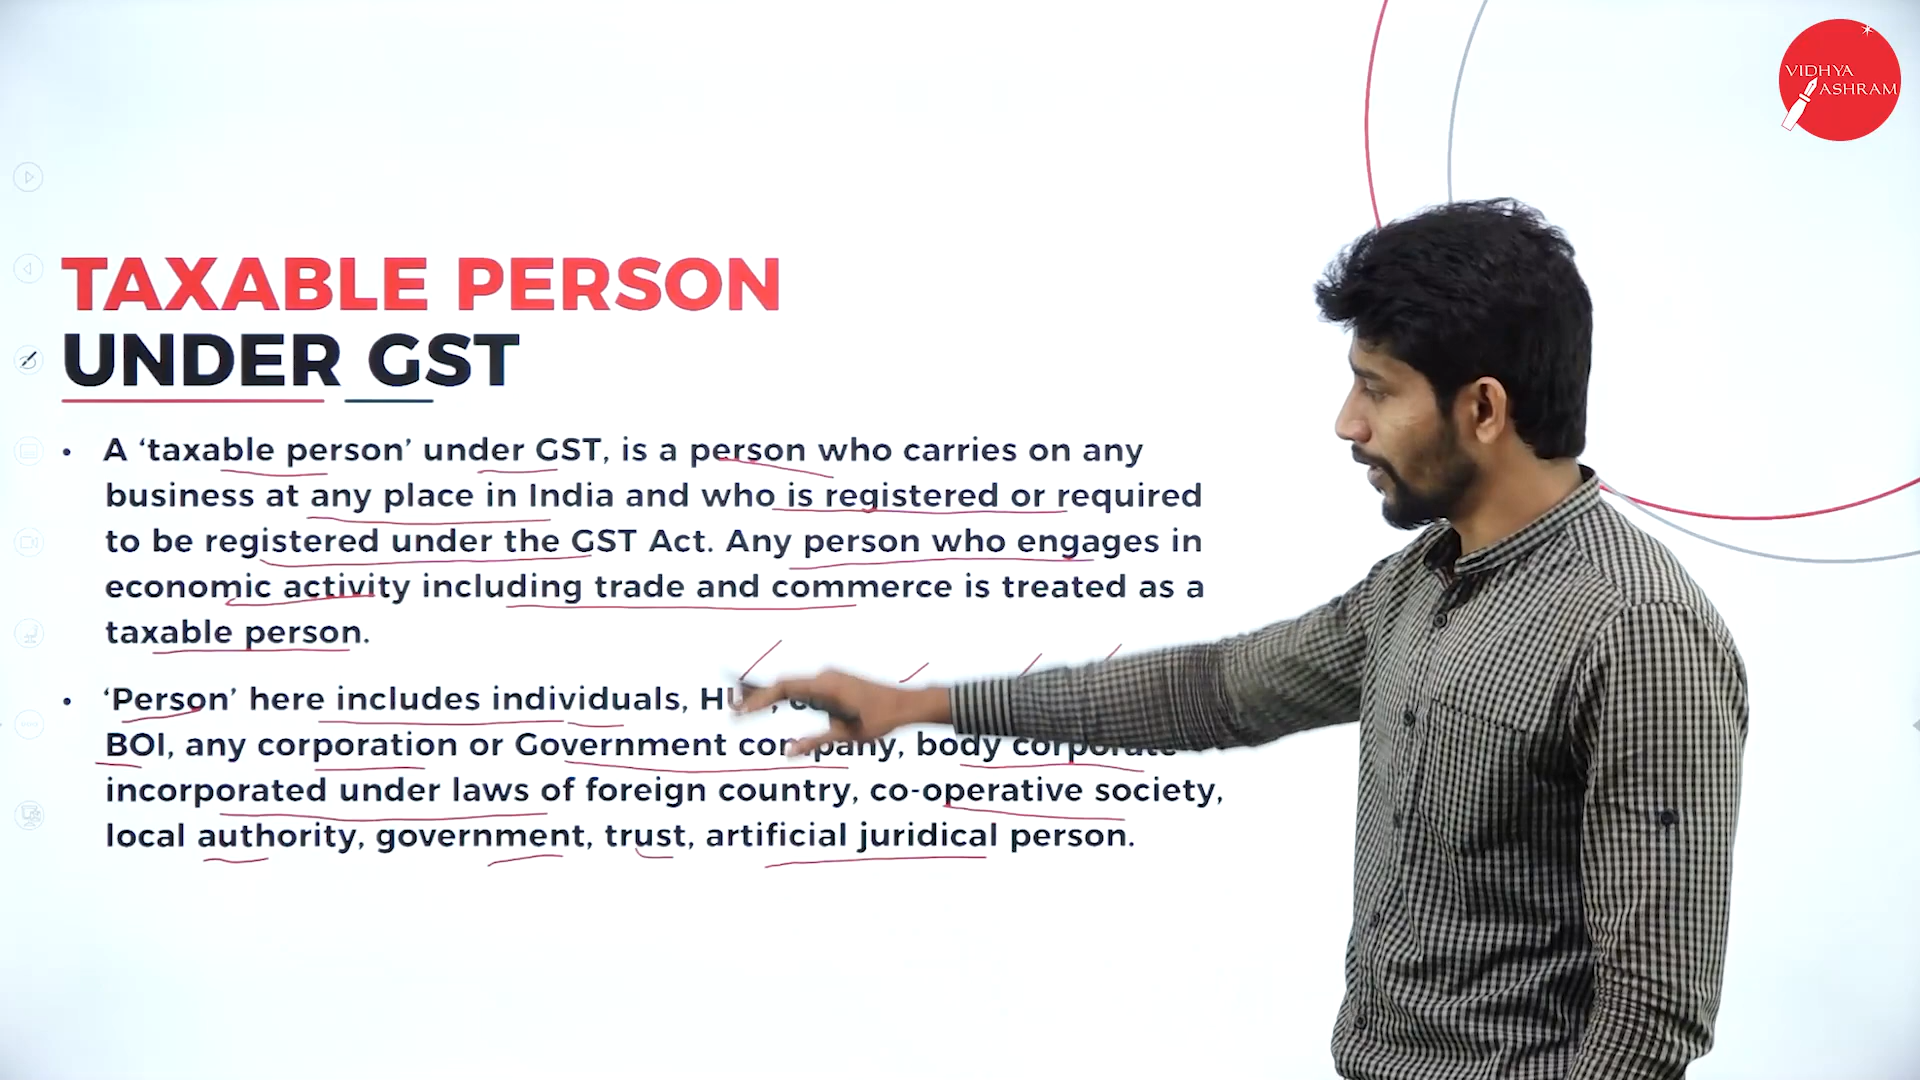 VIDHYA
ASHRAM
TAXABLE PERSON
UNDER GST
• A ‘taxable person’ under GST, is a person who carries on any
business at any place in India and who is registered or required
to be registered under the GST Act. Any person who engages in
economic activity including trade and commerce is treated as a
taxable person.
• ‘Person’ here includes individuals,
BOI, any corporation or Government company, body corporate
incorporated under laws of foreign country, co-operative society,
local authority, government, trust, artificial juridical person.